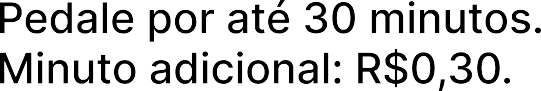 Pedale por até 30 minutos.
Minuto adicional: R$0,30.